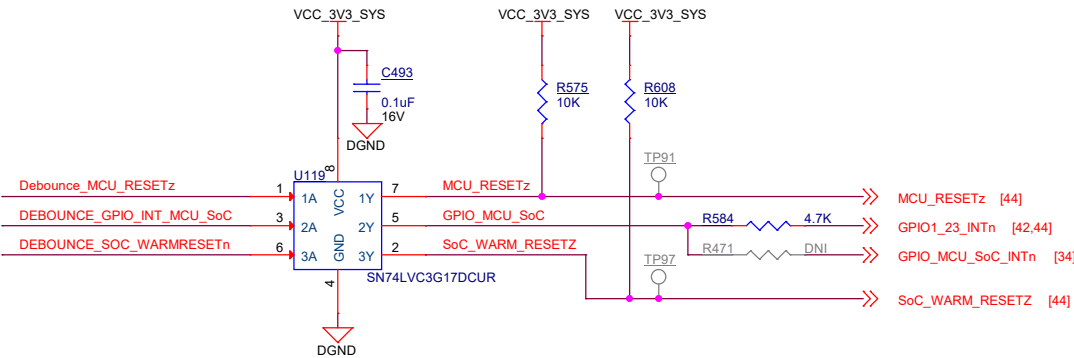 VCC_3V3_SYS
VCC_3V3_SYS
VCC_3V3_SYS
C493
0.1uF
16V
DGND
R575
10K
R608
10K
TP91
U119
8
Debounce_MCU_RESETz
1
1A
VCC
1Y
7
MCU_RESETz
MCU_RESETz [44]
DEBOUNCE_GPIO_INT_MCU_SoC
3
2A
2Y
5
GPIO_MCU_SoC
R584
4.7K
GPIO1_23_INTn [42,44]
DEBOUNCE_SOC_WARMRESETn
6
3A
GND
3Y
2
SoC_WARM_RESETZ
R471
DNI
GPIO_MCU_SoC_INTn [34]
4
SN74LVC3G17DCUR
TP97
SoC_WARM_RESETZ [44]
DGND